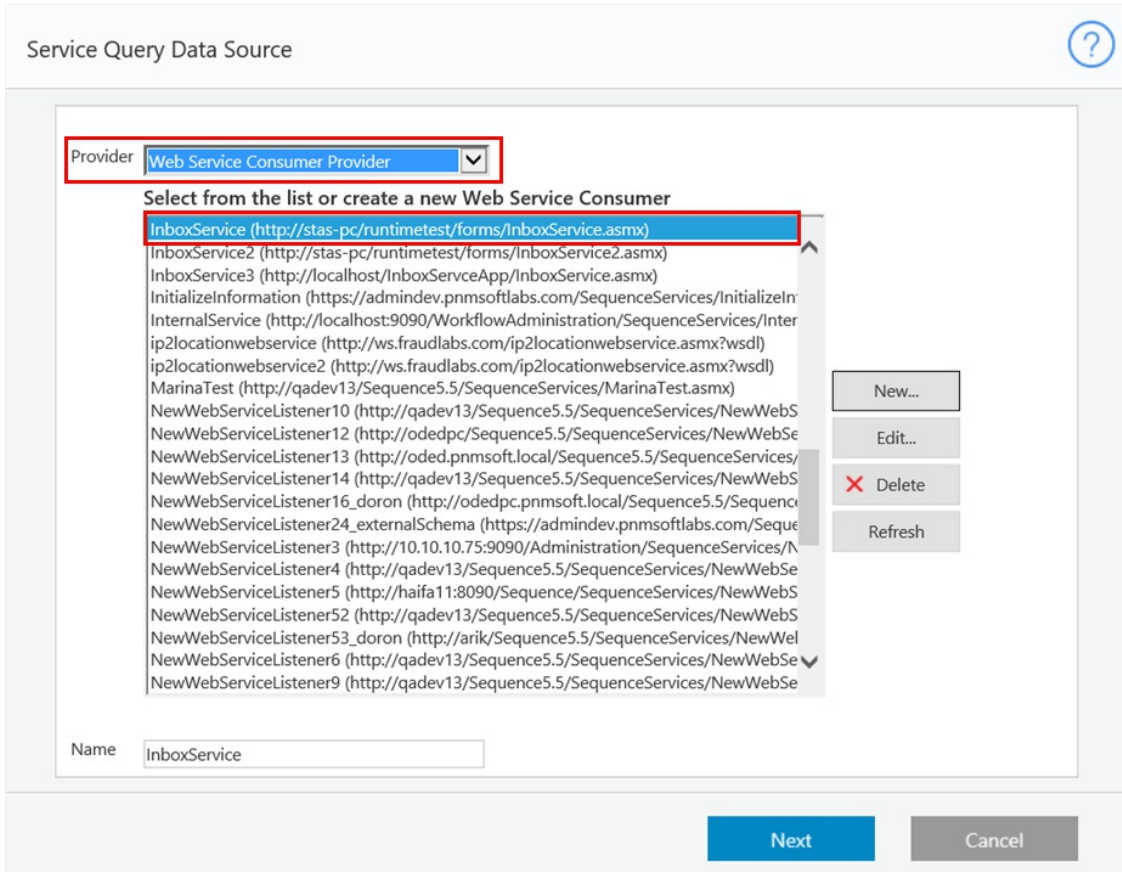 Service Query Data Source
?
Provider Web Service Consumer Provider
Select from the list or create a new Web Service Consumer
InboxService (http://stas-pc/runtimetest/forms/InboxService.asmx)
InboxService2 (http://stas-pc/runtimetest/forms/InboxService2.asmx)
InboxService3 (http://localhost/InboxServceApp/InboxService.asmx)
InitializeInformation (https://admindev.pnmsoftlabs.com/SequenceServices/InitializeIn
InternalService (http://localhost:9090/WorkflowAdministration/SequenceServices/Inter
ip2locationwebservice (http://ws.fraudlabs.com/ip2locationwebservice.asmx?wsdl)
ip2locationwebservice2 (http://ws.fraudlabs.com/ip2locationwebservice.asmx?wsdl)
MarinaTest (http://qadev13/Sequence5.5/SequenceServices/MarinaTest.asmx)
New...
NewWebServiceListener10 (http://qadev13/Sequence5.5/SequenceServices/NewWebS
NewWebServiceListener12 (http://odedpc/Sequence5.5/SequenceServices/NewWebSe
Edit...
NewWebServiceListener13 (http://oded.pnmsoft.local/Sequence5.5/SequenceServices/
NewWebServiceListener14 (http://qadev13/Sequence5.5/SequenceServices/NewWebS
Delete
NewWebServiceListener16_doron (http://odedpc.pnmsoft.local/Sequence5.5/Sequence
NewWebServiceListener24_externalSchema (https://admindev.pnmsoftlabs.com/Seque
Refresh
NewWebServiceListener3 (http://10.10.10.75:9090/Administration/SequenceServices/N
NewWebServiceListener4 (http://qadev13/Sequence5.5/SequenceServices/NewWebSe
NewWebServiceListener5 (http://haifa11:8090/Sequence/SequenceServices/NewWebS
NewWebServiceListener52 (http://qadev13/Sequence5.5/SequenceServices/NewWebS
NewWebServiceListener53_doron (http://arik/Sequence5.5/SequenceServices/NewWel
NewWebServiceListener6 (http://qadev13/Sequence5.5/SequenceServices/NewWebSe
NewWebServiceListener9 (http://qadev13/Sequence5.5/SequenceServices/NewWebSe
Name InboxService
Next Cancel